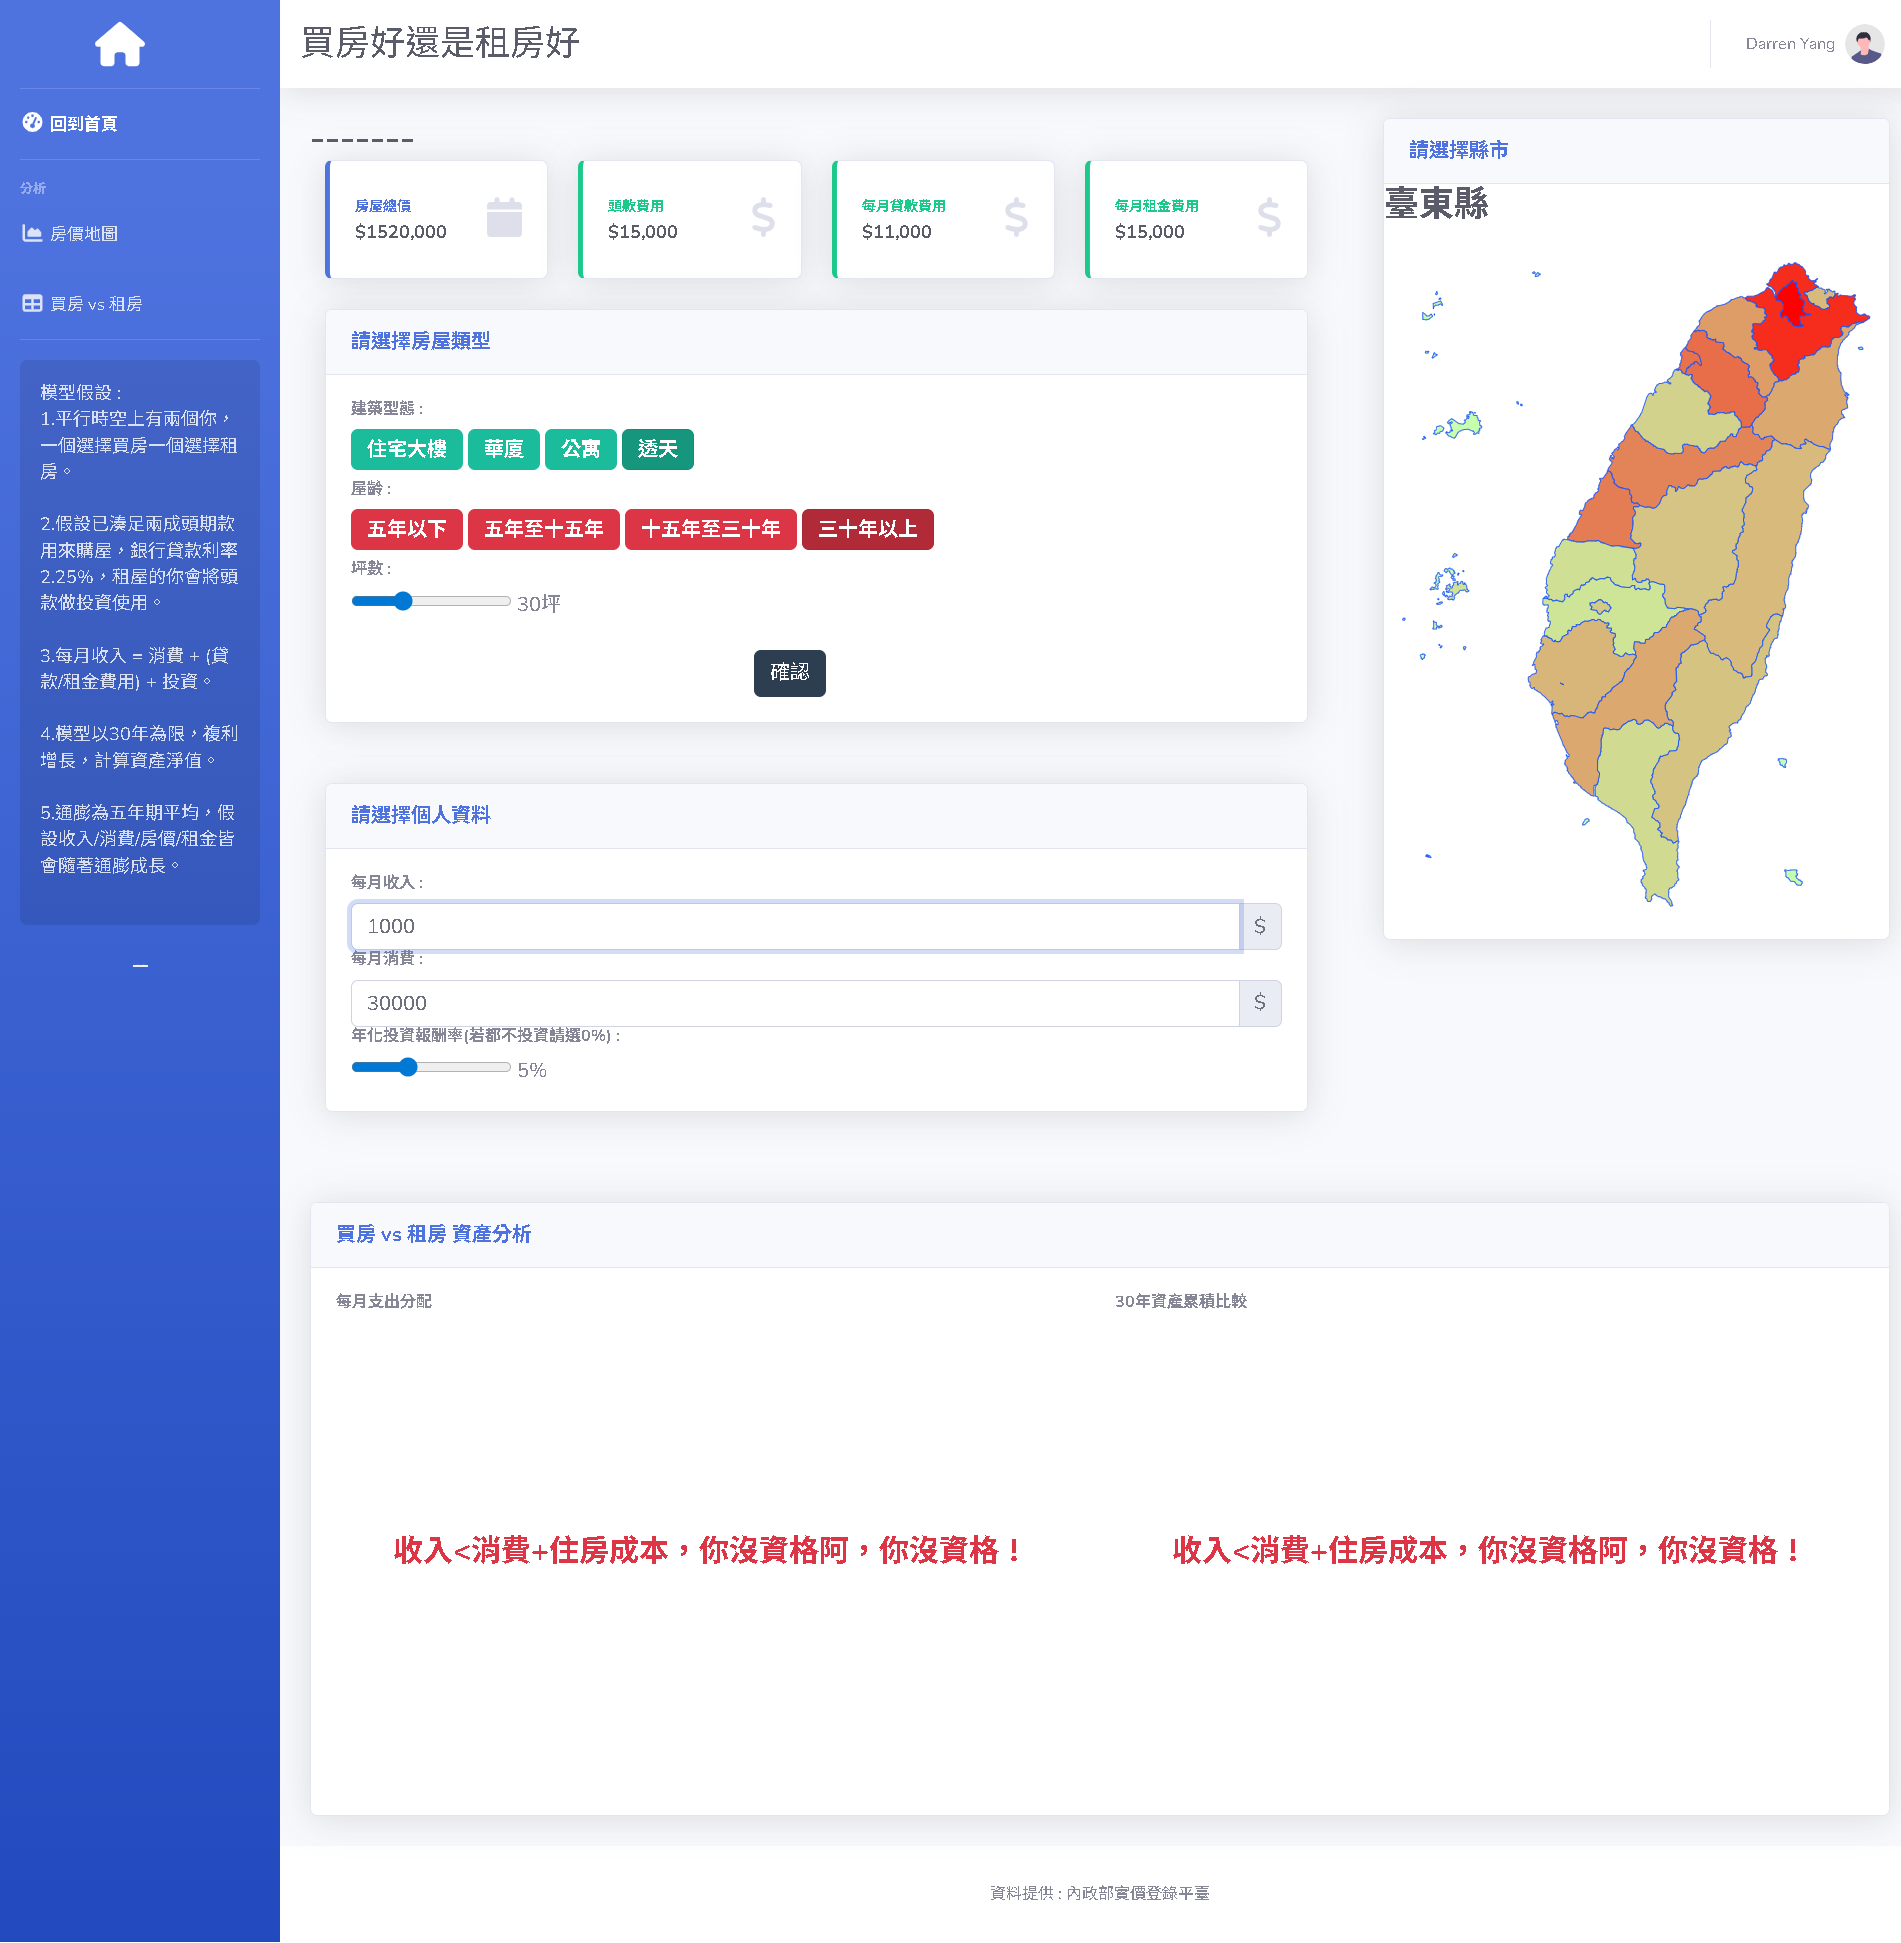 買房好還是租房好
Darren Yang
回到首頁
分析
房價地圖
買房 vs 租房
模型假設 :
1.平行時空上有兩個你，
一個選擇買房一個選擇租
房。
2.假設已湊足兩成頭期款
用來購屋，銀行貸款利率
2.25%，租屋的你會將頭
款做投資使用。
3.每月收入 = 消費 + (貸
款/租金費用) + 投資。
4.模型以30年為限，複利
增長，計算資產淨值。
5.通膨為五年期平均，假
設收入/消費/房價/租金皆
會隨著通膨成長。
-------
房屋總價
$1520,000
頭款費用
$15,000
每月貸款費用
$11,000
每月租金費用
$15,000
請選擇房屋類型
建築型態 :
住宅大樓 華廈 公寓 透天
屋齡 :
五年以下 五年至十五年 十五年至三十年 三十年以上
坪數 :
30坪
確認
請選擇個人資料
每月收入 :
1000 $
每月消費 :
30000 $
年化投資報酬率(若都不投資請選0%) :
5%
請選擇縣市
臺東縣
買房 vs 租房 資產分析
每月支出分配
收入<消費+住房成本，你沒資格阿，你沒資格！
30年資產累積比較
收入<消費+住房成本，你沒資格阿，你沒資格！
資料提供 : 內政部實價登錄平臺